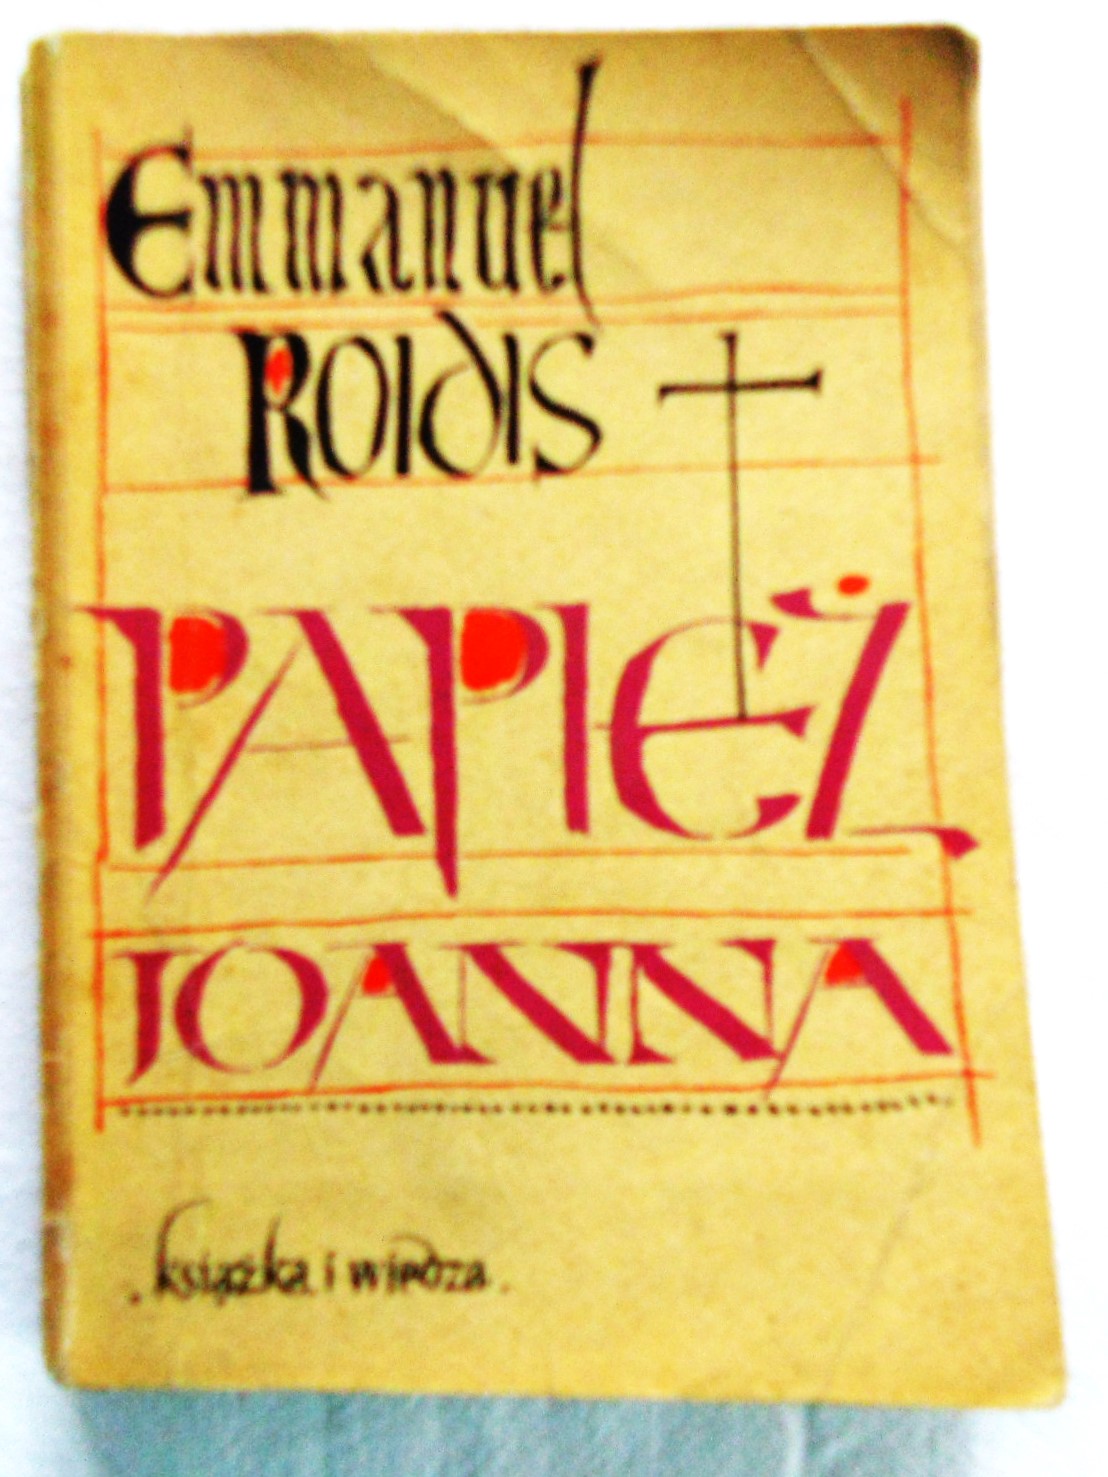 Emmanuel
ROIDIS
PAPIEŻ
JOANNA
. książka i wiedza .